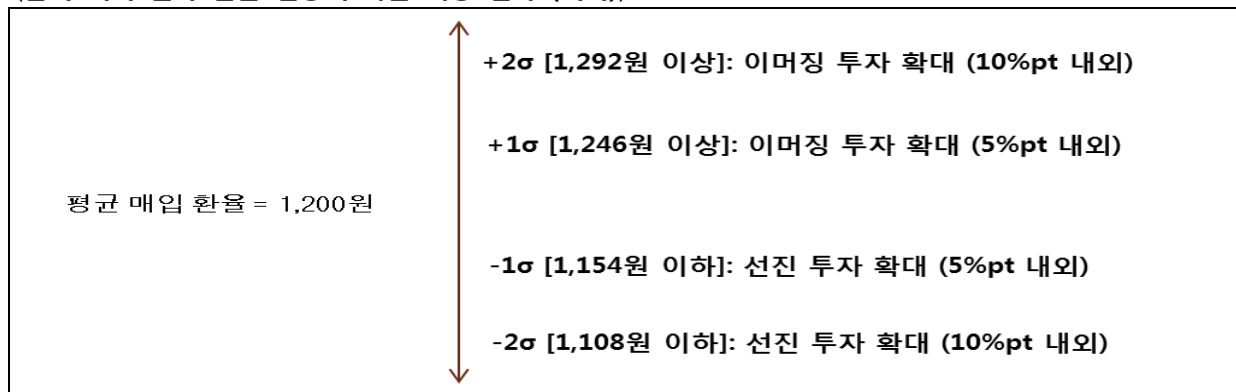 +2σ [1,292원 이상]: 이머징 투자 확대 (10%pt 내외)
+1σ [1,246원 이상]: 이머징 투자 확대 (5%pt 내외)
평균 매입 환율 = 1,200원
-1σ [1,154원 이하]: 선진 투자 확대 (5%pt 내외)
-2σ [1,108원 이하]: 선진 투자 확대 (10%pt 내외)